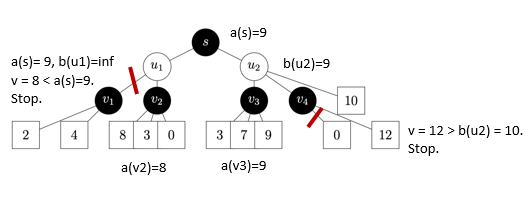 s
a(s)=9
a(s)= 9, b(u1)=inf
v = 8 < a(s)=9.
Stop.
u₁
u₂
b(u2)=9
v₁
v₂
v₃
v₄
10
2
4
8
3
0
3
7
9
0
12
v = 12 > b(u2) = 10.
Stop.
a(v2)=8
a(v3)=9